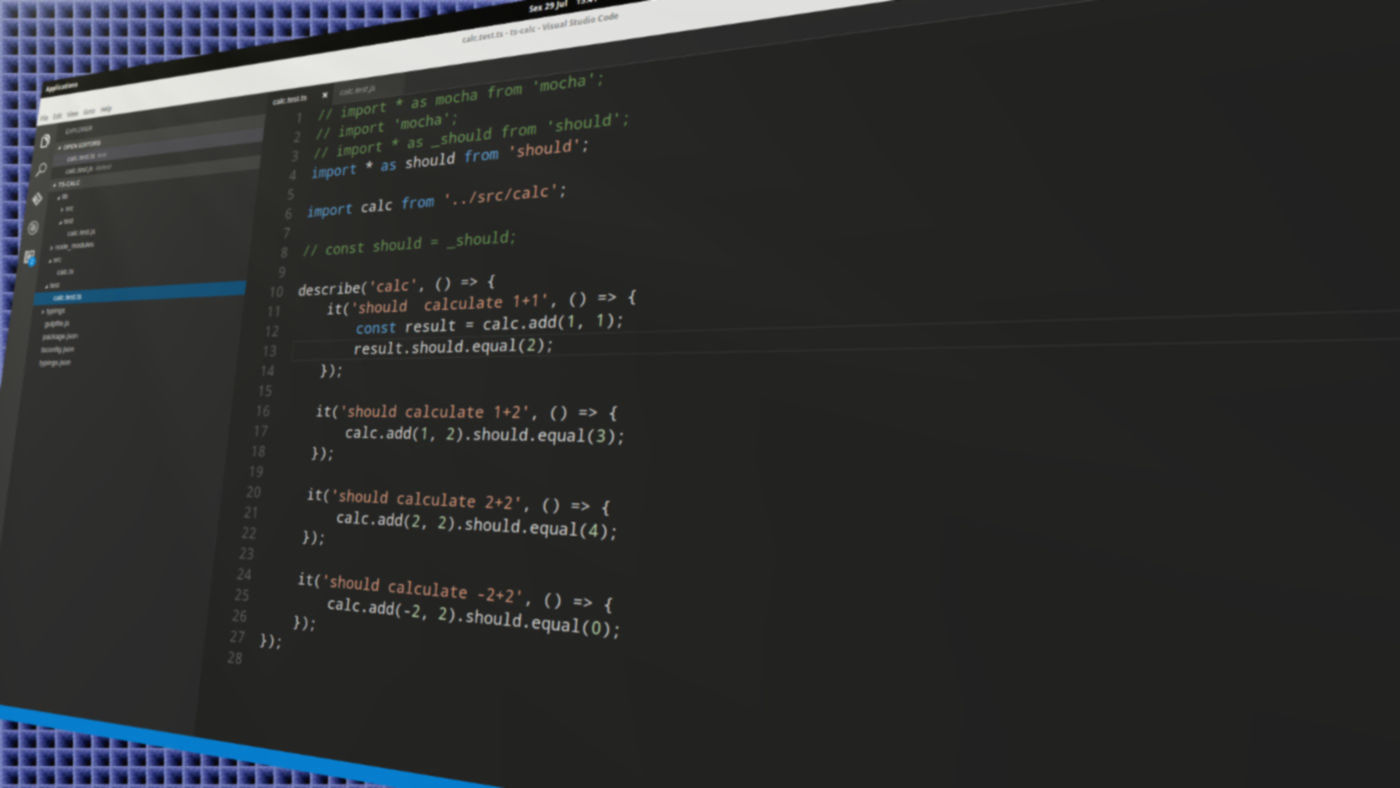 Sex 29 Jul
Applications
calc.test.ts - ts-calc - Visual Studio Code
File Edit View Goto Help
EXPLORER
OPEN EDITORS
calc.test.ts
calc.test.js
TS-CALC
lib
src
test
calc.test.js
node_modules
src
calc.ts
test
calc.test.ts
typings
gulpfile.js
package.json
tsconfig.json
typings.json
calc.test.ts × calc.test.js
1 // import * as mocha from 'mocha';
2 // import 'mocha';
3 // import * as _should from 'should';
4 import * as should from 'should';
5
6 import calc from '../src/calc';
7
8 // const should = _should;
9
10 describe('calc', () => {
11 it('should  calculate 1+1', () => {
12 const result = calc.add(1, 1);
13 result.should.equal(2);
14 });
15
16 it('should calculate 1+2', () => {
17 calc.add(1, 2).should.equal(3);
18 });
19
20 it('should calculate 2+2', () => {
21 calc.add(2, 2).should.equal(4);
22 });
23
24 it('should calculate -2+2', () => {
25 calc.add(-2, 2).should.equal(0);
26 });
27 });
28